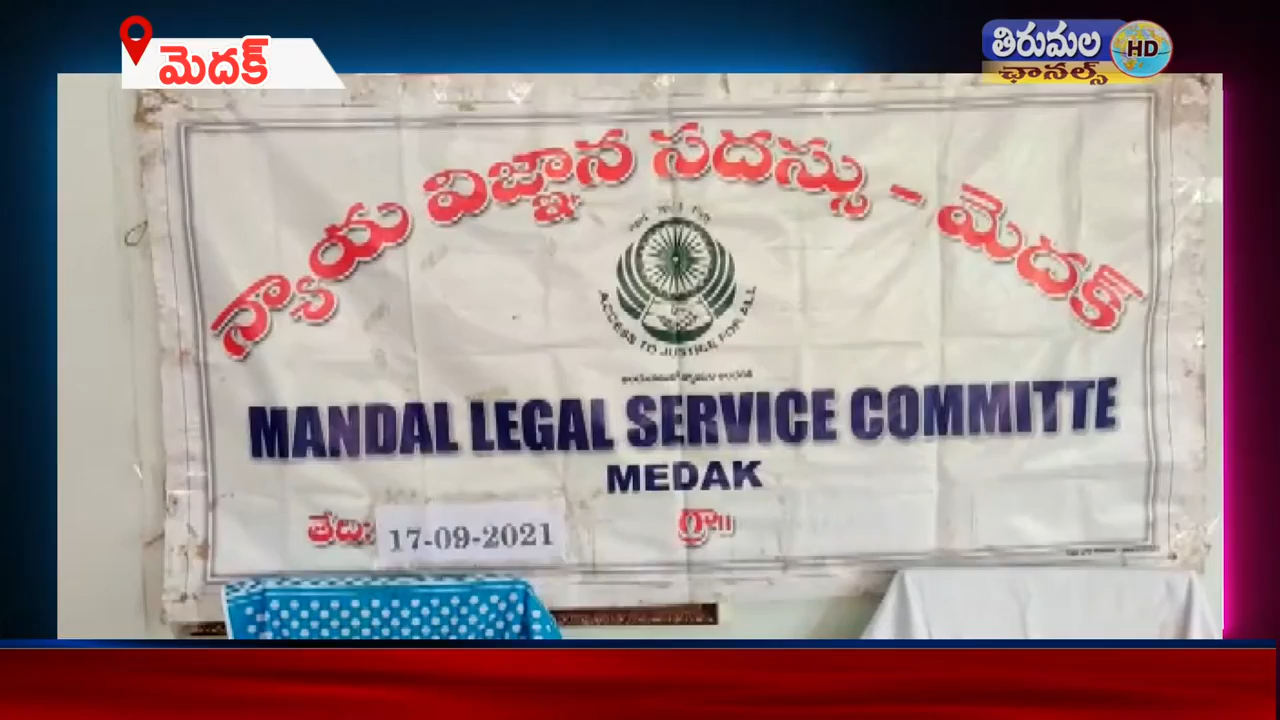 మెదక్
తిరుమల
HD
ఛానల్స్
న్యాయ విజ్ఞాన సదస్సు - మెదక్
ACCESS TO JUSTICE FOR ALL
MANDAL LEGAL SERVICE COMMITTE
MEDAK
తేది: 17-09-2021
గ్రా||